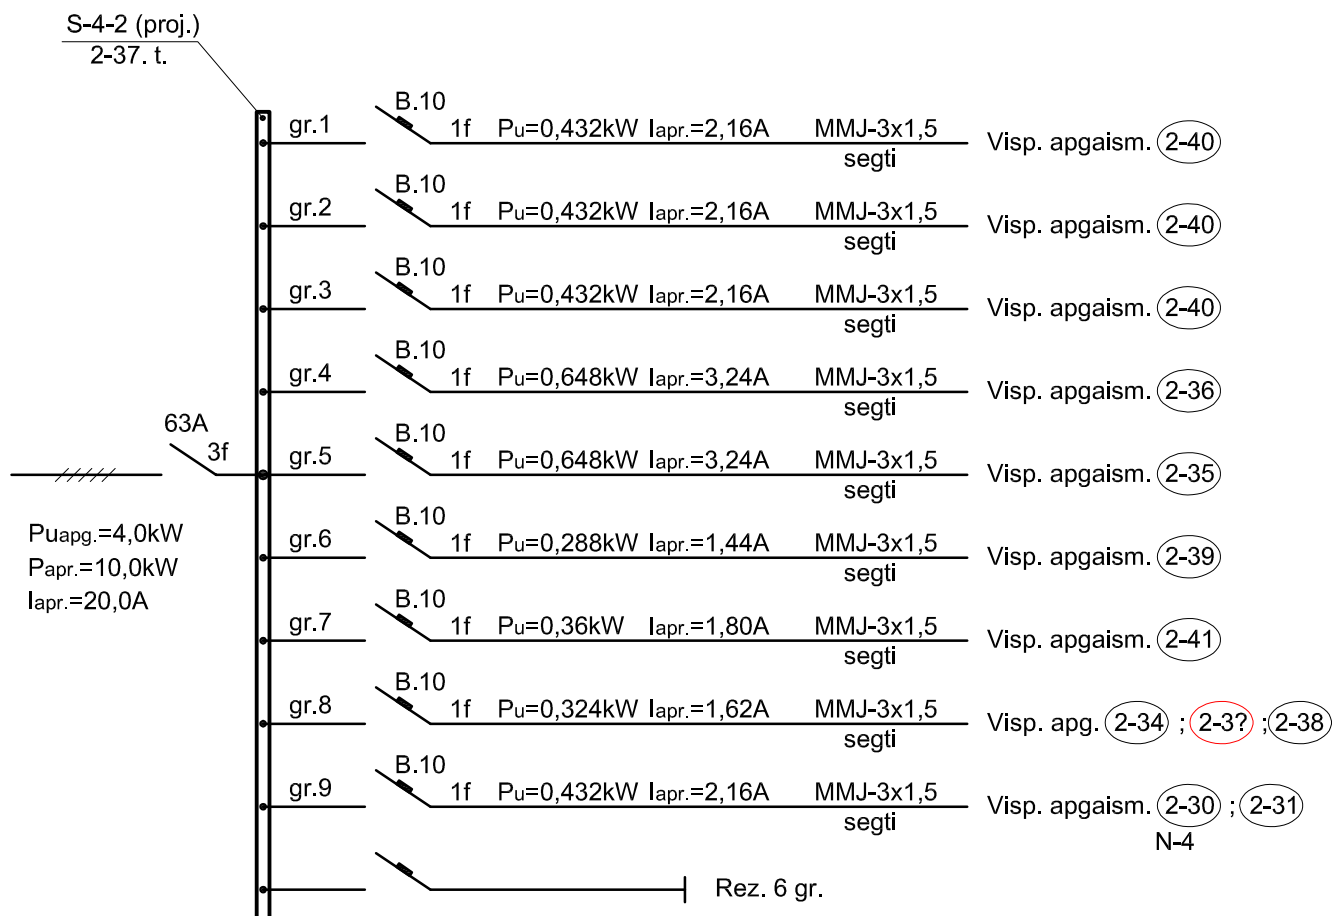 S-4-2 (proj.)
2-37. t.
gr.1 B.10 1f Pu=0,432kW Iapr.=2,16A MMJ-3x1,5 segti Visp. apgaism. 2-40
gr.2 B.10 1f Pu=0,432kW Iapr.=2,16A MMJ-3x1,5 segti Visp. apgaism. 2-40
gr.3 B.10 1f Pu=0,432kW Iapr.=2,16A MMJ-3x1,5 segti Visp. apgaism. 2-40
gr.4 B.10 1f Pu=0,648kW Iapr.=3,24A MMJ-3x1,5 segti Visp. apgaism. 2-36
63A 3f
gr.5 B.10 1f Pu=0,648kW Iapr.=3,24A MMJ-3x1,5 segti Visp. apgaism. 2-35
Puapg.=4,0kW
Papr.=10,0kW
Iapr.=20,0A
gr.6 B.10 1f Pu=0,288kW Iapr.=1,44A MMJ-3x1,5 segti Visp. apgaism. 2-39
gr.7 B.10 1f Pu=0,36kW Iapr.=1,80A MMJ-3x1,5 segti Visp. apgaism. 2-41
gr.8 B.10 1f Pu=0,324kW Iapr.=1,62A MMJ-3x1,5 segti Visp. apg. 2-34 ; 2-3? ; 2-38
gr.9 B.10 1f Pu=0,432kW Iapr.=2,16A MMJ-3x1,5 segti Visp. apgaism. 2-30 ; 2-31
N-4
Rez. 6 gr.